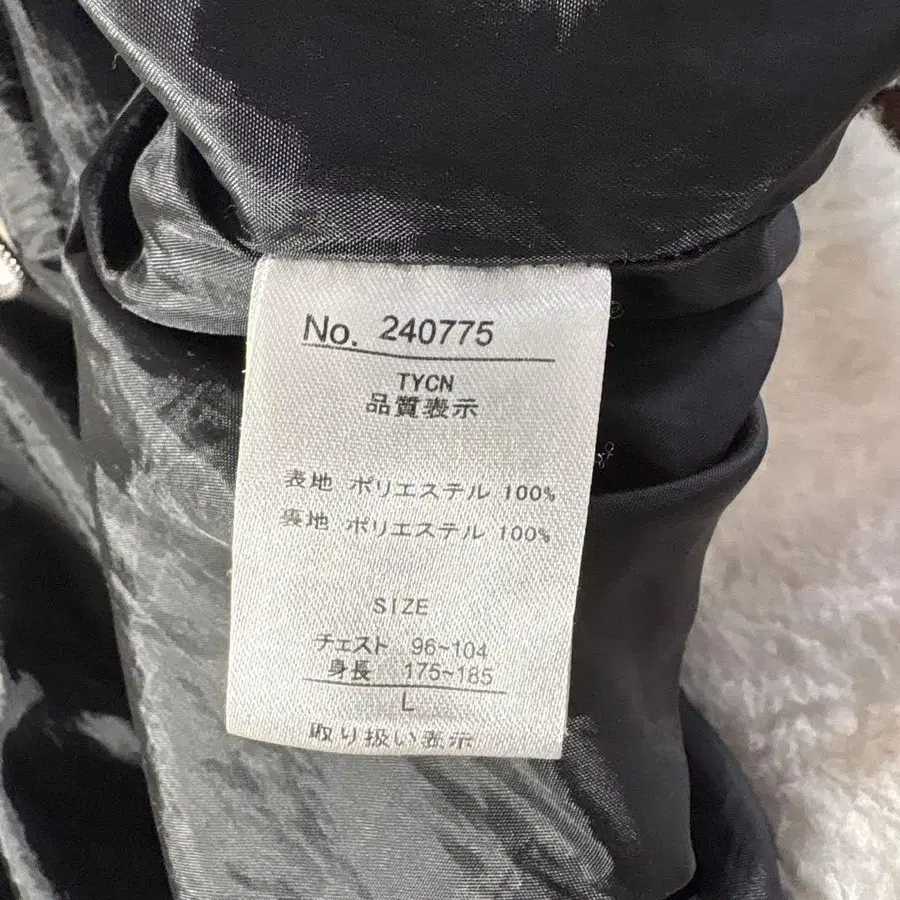 No. 240775
TYCN
品質表示
表地 ポリエステル 100%
裏地 ポリエステル 100%
SIZE
チェスト 96~104
身長 175~185
L
取り扱い表示